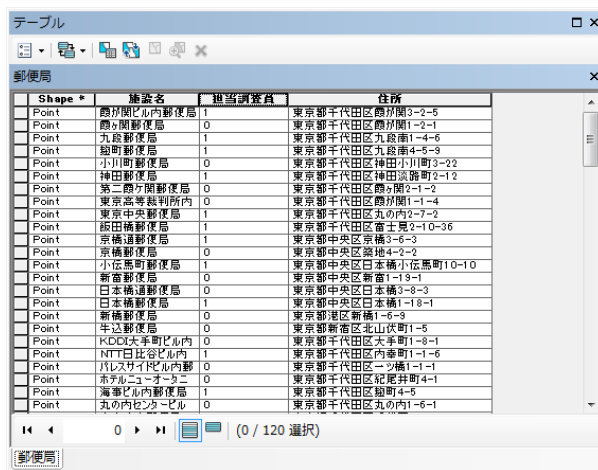 テーブル
郵便局
Shape * 施設名 担当調査員 住所
Point 霞が関ビル内郵便局 1 東京都千代田区霞が関3-2-5
Point 霞ヶ関郵便局 0 東京都千代田区霞が関1-2-1
Point 九段郵便局 1 東京都千代田区九段南1-4-6
Point 麹町郵便局 1 東京都千代田区九段南4-5-9
Point 小川町郵便局 0 東京都千代田区神田小川町3-22
Point 神田郵便局 1 東京都千代田区神田淡路町2-12
Point 第二霞ケ関郵便局 0 東京都千代田区霞ヶ関2-1-2
Point 東京高等裁判所内 0 東京都千代田区霞が関1-1-4
Point 東京中央郵便局 1 東京都千代田区丸の内2-7-2
Point 飯田橋郵便局 1 東京都千代田区富士見2-10-36
Point 京橋通郵便局 1 東京都中央区京橋3-6-3
Point 京橋郵便局 0 東京都中央区築地4-2-2
Point 小伝馬町郵便局 1 東京都中央区日本橋小伝馬町10-10
Point 新富郵便局 0 東京都中央区新富1-19-1
Point 日本橋通郵便局 0 東京都中央区日本橋3-8-3
Point 日本橋郵便局 1 東京都中央区日本橋1-18-1
Point 新橋郵便局 0 東京都港区新橋1-6-9
Point 牛込郵便局 0 東京都新宿区北山伏町1-5
Point KDDI大手町ビル内 0 東京都千代田区大手町1-8-1
Point NTT日比谷ビル内 1 東京都千代田区内幸町1-1-6
Point パレスサイドビル内郵 0 東京都千代田区一ツ橋1-1-1
Point ホテルニューオータニ 0 東京都千代田区紀尾井町4-1
Point 海事ビル内郵便局 1 東京都千代田区麹町4-5
Point 丸の内センタービル 0 東京都千代田区丸の内1-6-1
0 (0 / 120 選択)
郵便局